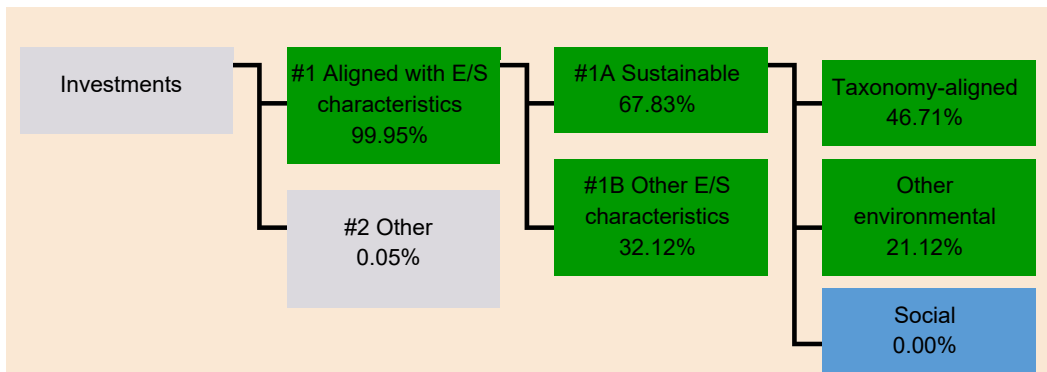 Investments
#1 Aligned with E/S
characteristics
99.95%
#2 Other
0.05%
#1A Sustainable
67.83%
#1B Other E/S
characteristics
32.12%
Taxonomy-aligned
46.71%
Other
environmental
21.12%
Social
0.00%